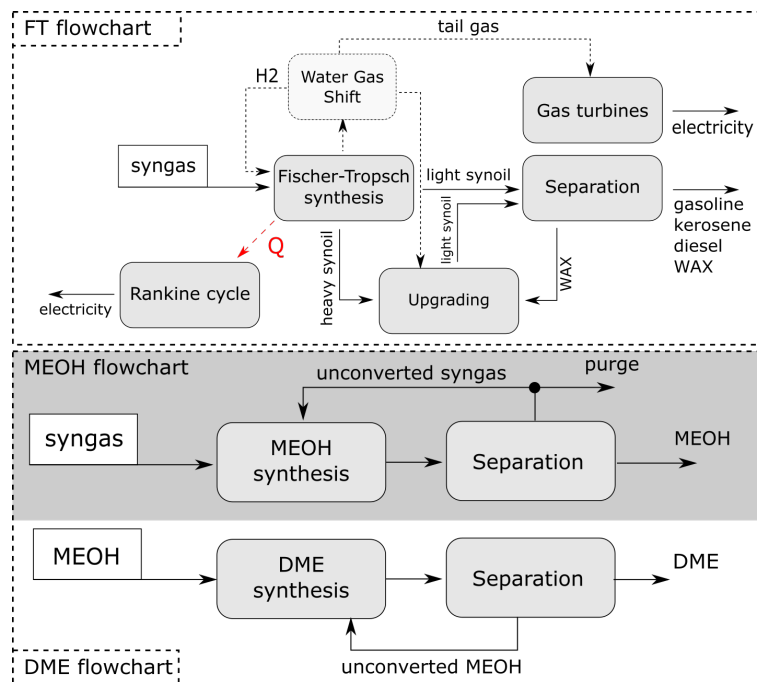 FT flowchart
tail gas
H2
Water Gas
Shift
Gas turbines
electricity
syngas
Fischer-Tropsch
synthesis
light synoil
Separation
gasoline
kerosene
diesel
WAX
Q
heavy synoil
light synoil
WAX
Rankine cycle
electricity
Upgrading
MEOH flowchart
unconverted syngas
purge
syngas
MEOH
synthesis
Separation
MEOH
MEOH
DME
synthesis
Separation
DME
unconverted MEOH
DME flowchart